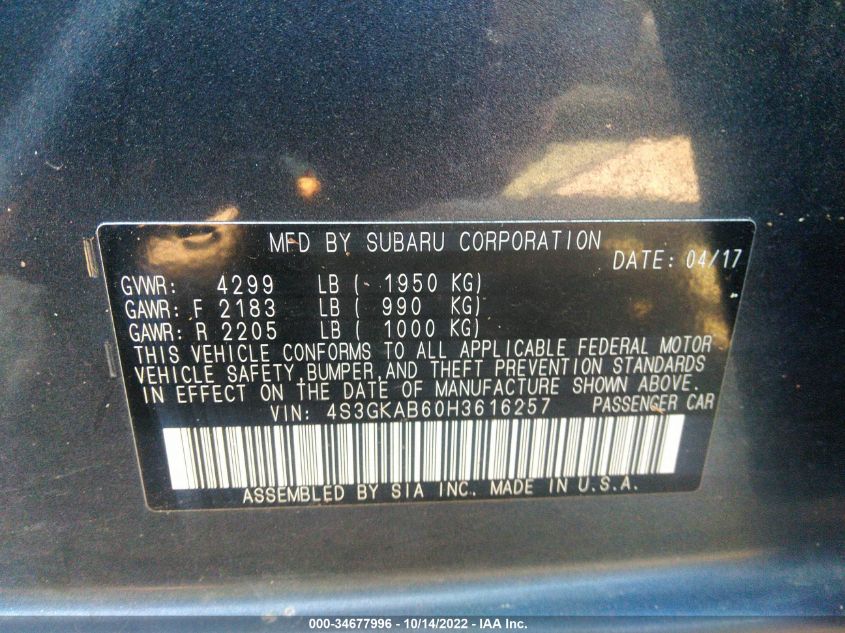 MFD BY SUBARU CORPORATION
DATE: 04/17
GVWR: 4299 LB ( 1950 KG)
GAWR: F 2183 LB ( 990 KG)
GAWR: R 2205 LB ( 1000 KG)
THIS VEHICLE CONFORMS TO ALL APPLICABLE FEDERAL MOTOR
VEHICLE SAFETY, BUMPER, AND THEFT PREVENTION STANDARDS
IN EFFECT ON THE DATE OF MANUFACTURE SHOWN ABOVE.
VIN: 4S3GKAB60H3616257 PASSENGER CAR
ASSEMBLED BY SIA INC. MADE IN U.S.A.
000-34677996 - 10/14/2022 - IAA Inc.